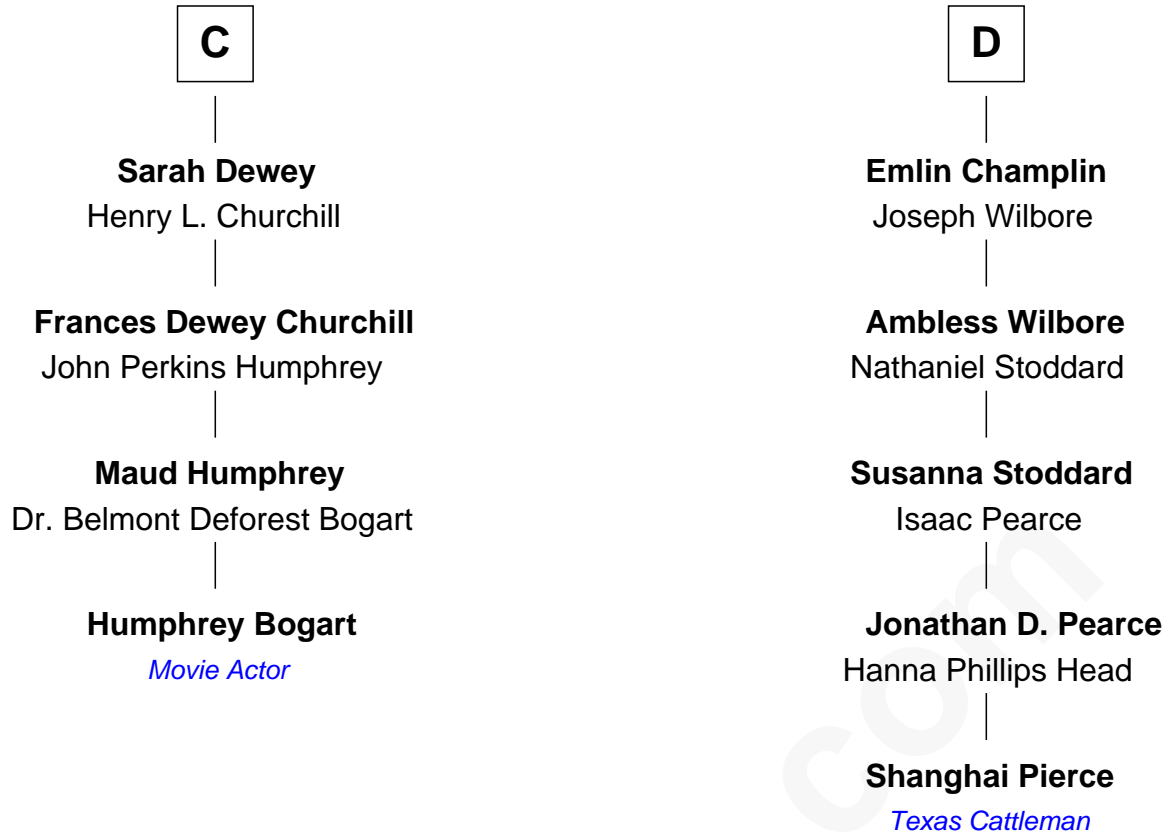 C
Sarah Dewey
Henry L. Churchill
Frances Dewey Churchill
John Perkins Humphrey
Maud Humphrey
Dr. Belmont Deforest Bogart
Humphrey Bogart
Movie Actor
D
Emlin Champlin
Joseph Wilbore
Ambless Wilbore
Nathaniel Stoddard
Susanna Stoddard
Isaac Pearce
Jonathan D. Pearce
Hanna Phillips Head
Shanghai Pierce
Texas Cattleman
com